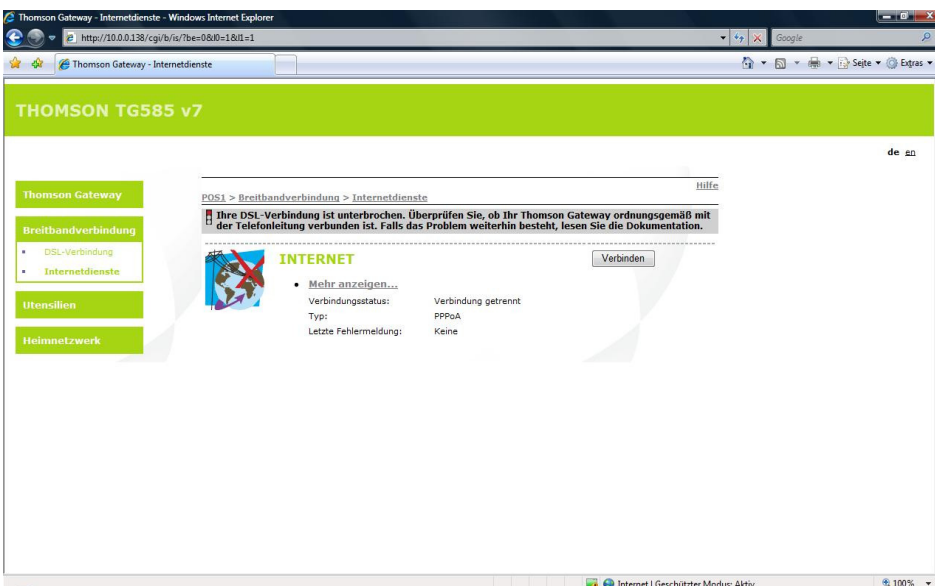 Thomson Gateway - Internetdienste - Windows Internet Explorer
http://10.0.0.138/cgi/b/is/?be=0&l0=1&l1=1
Google
Thomson Gateway - Internetdienste
Seite
Extras
THOMSON TG585 v7
de en
Thomson Gateway
Breitbandverbindung
DSL-Verbindung
Internetdienste
Utensilien
Heimnetzwerk
Hilfe
POS1 > Breitbandverbindung > Internetdienste
Ihre DSL-Verbindung ist unterbrochen. Überprüfen Sie, ob Ihr Thomson Gateway ordnungsgemäß mit
der Telefonleitung verbunden ist. Falls das Problem weiterhin besteht, lesen Sie die Dokumentation.
INTERNET
Verbinden
Mehr anzeigen...
Verbindungsstatus: Verbindung getrennt
Typ: PPPoA
Letzte Fehlermeldung: Keine
Internet | Geschützter Modus: Aktiv
100%